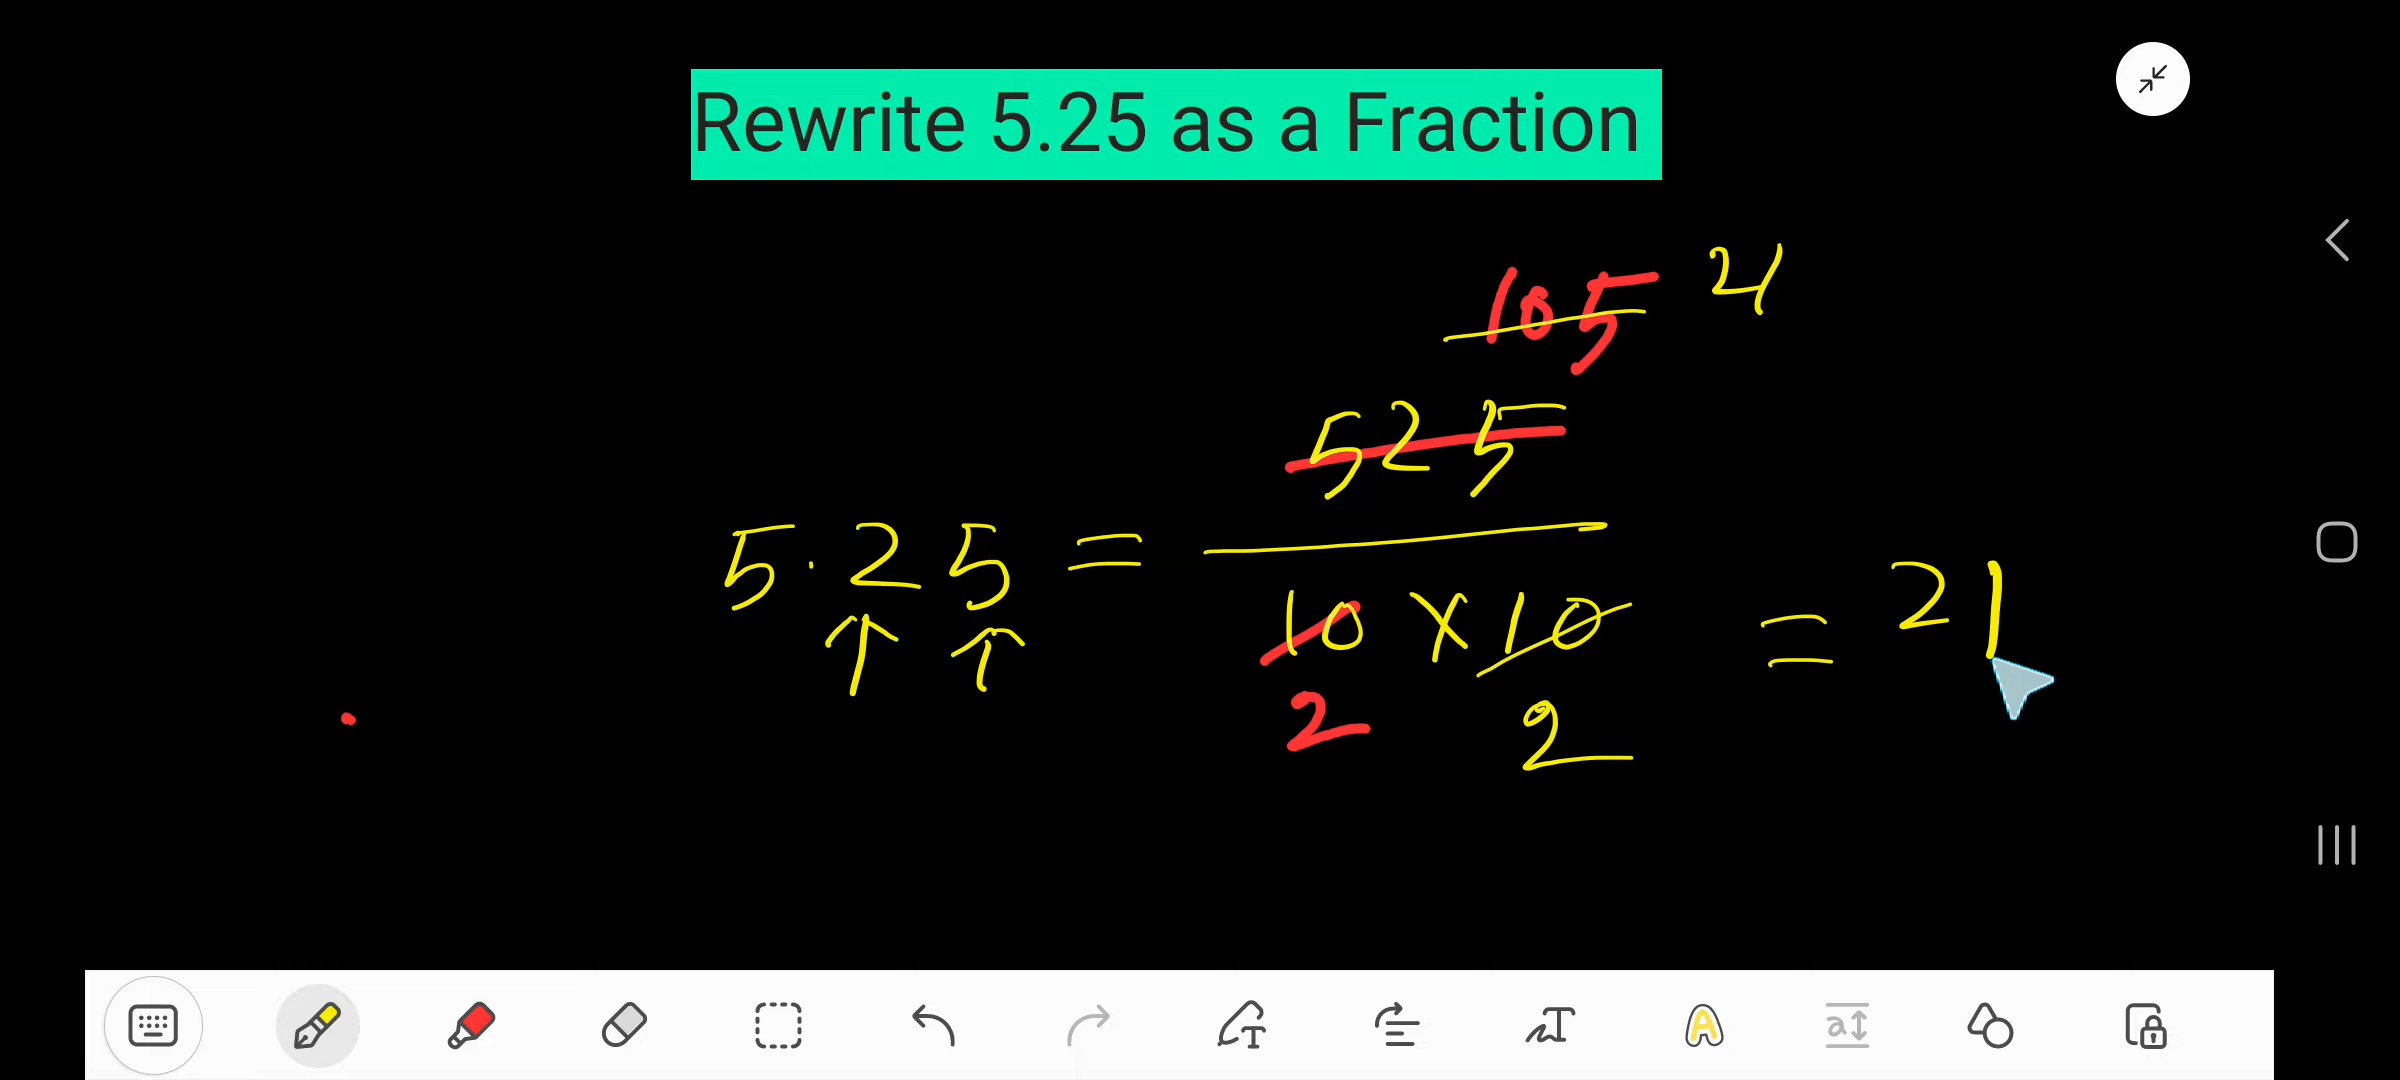 Rewrite 5.25 as a Fraction
105 21
525
5.25 =
10 × 10
= 21
2 2